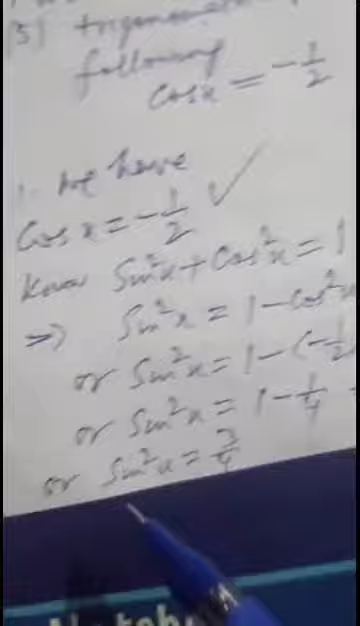 (5) trigonomet
following
cos x = -1/2
We have
Cos x = -1/2 ✓
Know Sin²x + Cos²x = 1
=> Sin²x = 1 - Cos²x
or Sin²x = 1 - (-1/2
or Sin²x = 1 - 1/4
or Sin²x = 3/4